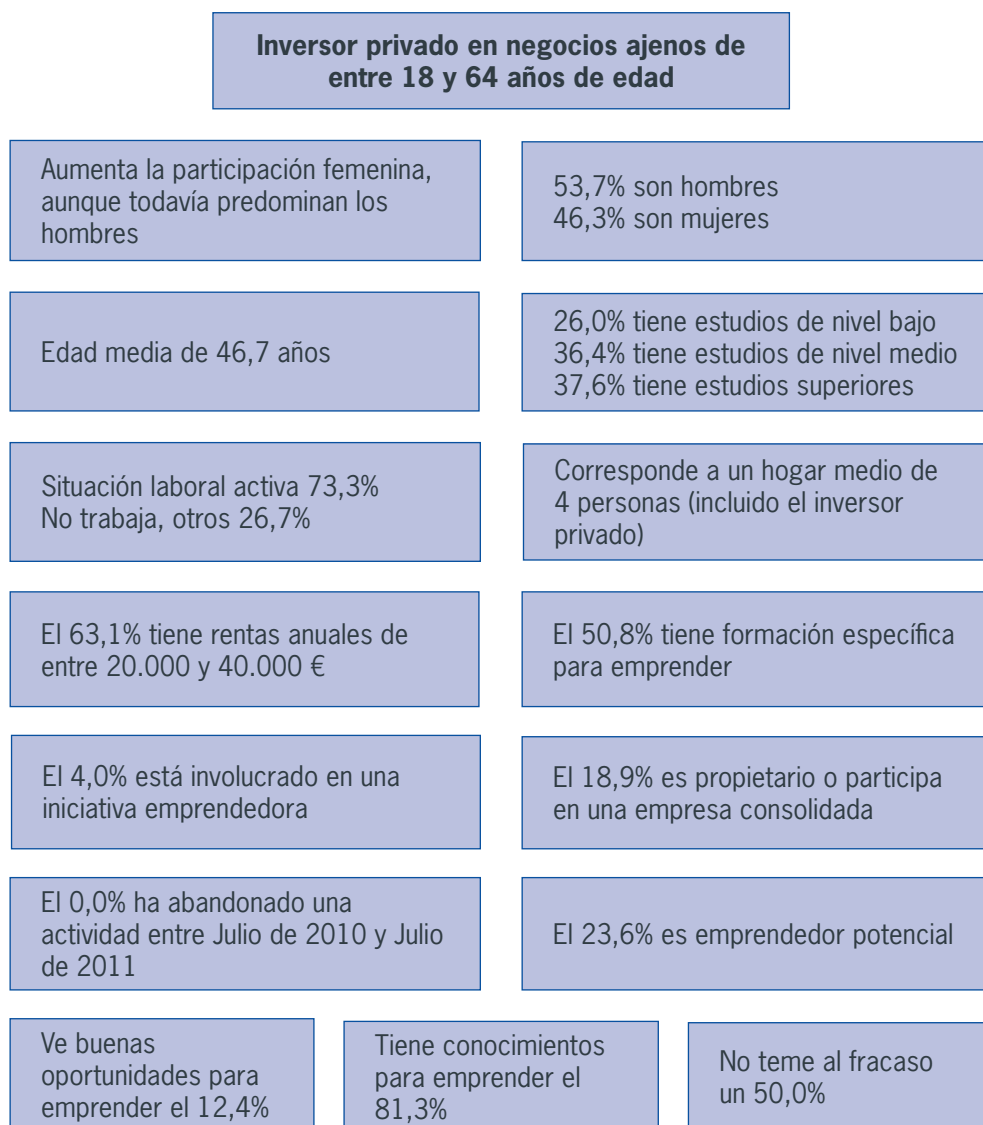 Inversor privado en negocios ajenos de
entre 18 y 64 años de edad
Aumenta la participación femenina,
aunque todavía predominan los
hombres
53,7% son hombres
46,3% son mujeres
Edad media de 46,7 años
26,0% tiene estudios de nivel bajo
36,4% tiene estudios de nivel medio
37,6% tiene estudios superiores
Situación laboral activa 73,3%
No trabaja, otros 26,7%
Corresponde a un hogar medio de
4 personas (incluido el inversor
privado)
El 63,1% tiene rentas anuales de
entre 20.000 y 40.000 €
El 50,8% tiene formación específica
para emprender
El 4,0% está involucrado en una
iniciativa emprendedora
El 18,9% es propietario o participa
en una empresa consolidada
El 0,0% ha abandonado una
actividad entre Julio de 2010 y Julio
de 2011
El 23,6% es emprendedor potencial
Ve buenas
oportunidades para
emprender el 12,4%
Tiene conocimientos
para emprender el
81,3%
No teme al fracaso
un 50,0%